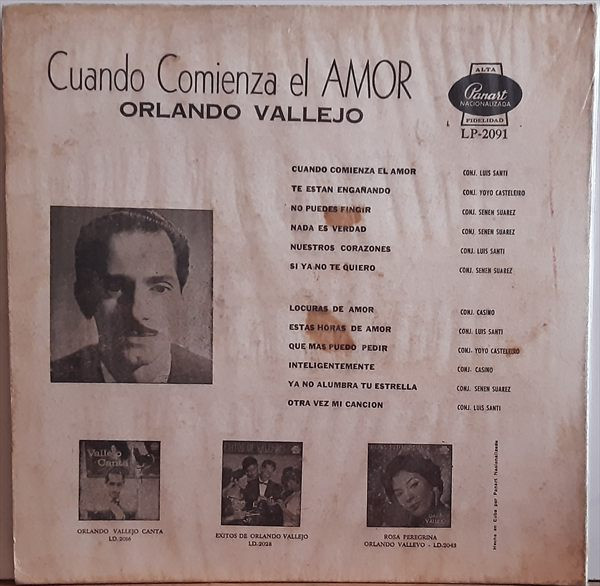 Cuando Comienza el AMOR
ORLANDO VALLEJO
ALTA
Panart
NACIONALIZADA
FIDELIDAD
LP-2091
CUANDO COMIENZA EL AMOR CONJ. LUIS SANTI
TE ESTAN ENGAÑANDO CONJ. YOYO CASTELEIRO
NO PUEDES FINGIR CONJ. SENEN SUAREZ
NADA ES VERDAD CONJ. SENEN SUAREZ
NUESTROS CORAZONES CONJ. LUIS SANTI
SI YA NO TE QUIERO CONJ. SENEN SUAREZ
LOCURAS DE AMOR CONJ. CASINO
ESTAS HORAS DE AMOR CONJ. LUIS SANTI
QUE MAS PUEDO PEDIR CONJ. YOYO CASTELEIRO
INTELIGENTEMENTE CONJ. CASINO
YA NO ALUMBRA TU ESTRELLA CONJ. SENEN SUAREZ
OTRA VEZ MI CANCION CONJ. LUIS SANTI
Vallejo
Canta
EXITOS DE VALLEJO
ORLANDO VALLEJO CANTA
LD.2016
EXITOS DE ORLANDO VALLEJO
LD-2028
ROSA PEREGRINA
ORLANDO VALLEVO - LD-2043
Hecho en Cuba por Panart Nacionalizada